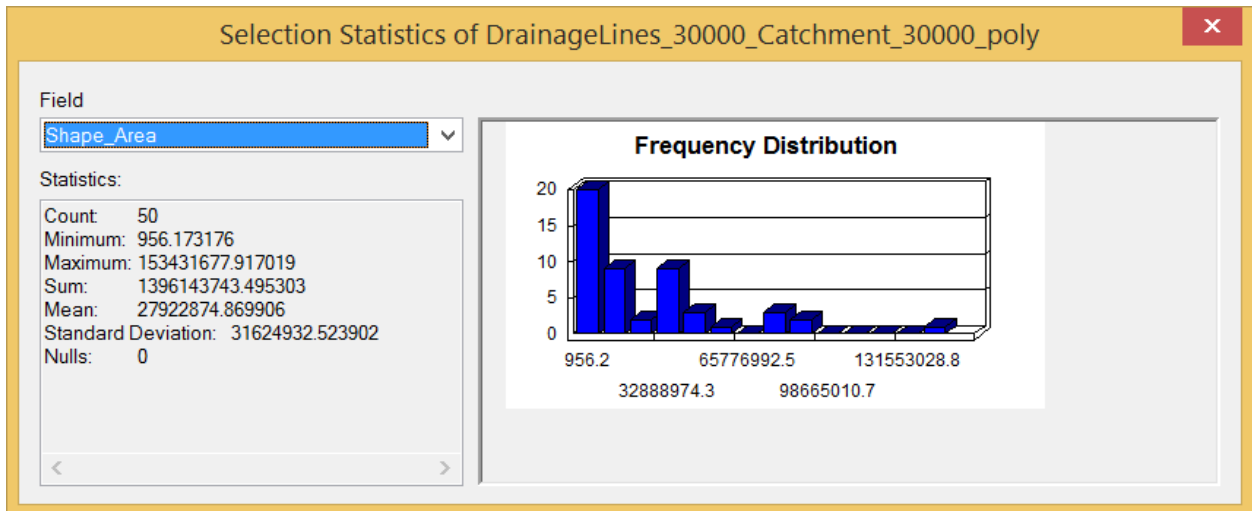 Selection Statistics of DrainageLines_30000_Catchment_30000_poly
Field
Shape_Area
Statistics:
Count: 50
Minimum: 956.173176
Maximum: 153431677.917019
Sum: 1396143743.495303
Mean: 27922874.869906
Standard Deviation: 31624932.523902
Nulls: 0
Frequency Distribution
20
15
10
5
0
956.2 65776992.5 131553028.8
32888974.3 98665010.7